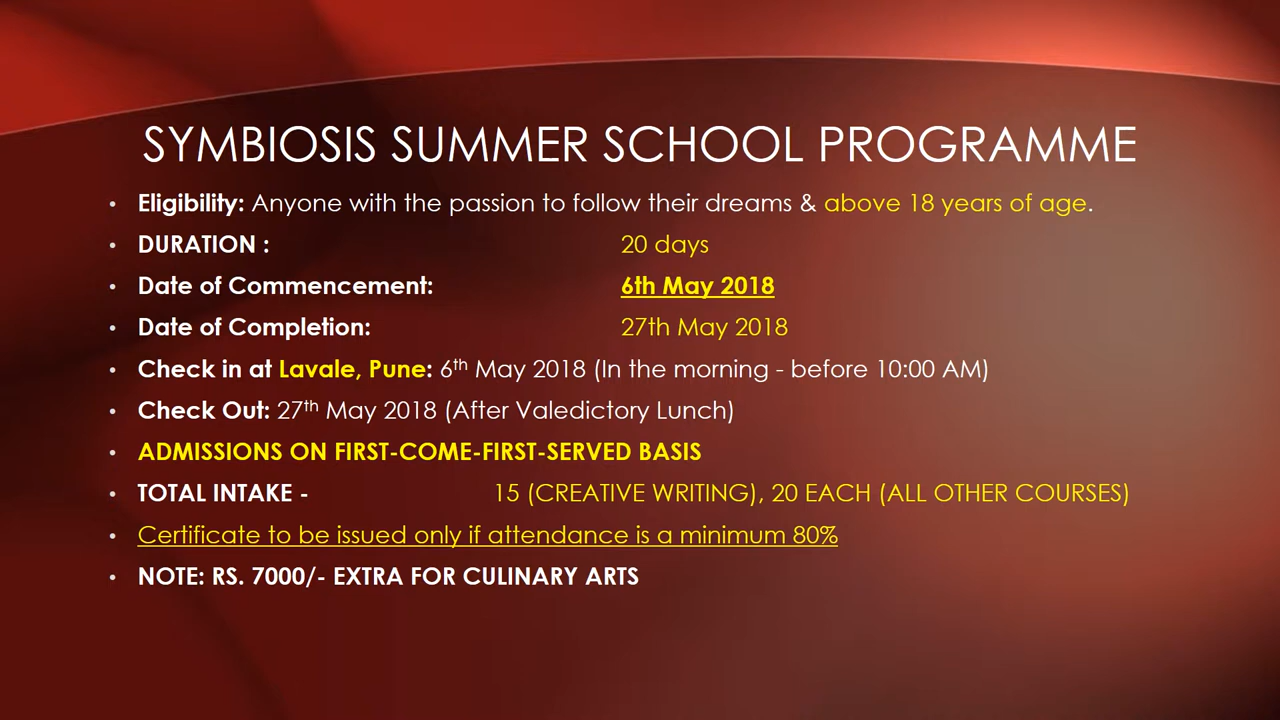 SYMBIOSIS SUMMER SCHOOL PROGRAMME
• Eligibility: Anyone with the passion to follow their dreams & above 18 years of age.
• DURATION : 20 days
• Date of Commencement: 6th May 2018
• Date of Completion: 27th May 2018
• Check in at Lavale, Pune: 6th May 2018 (In the morning - before 10:00 AM)
• Check Out: 27th May 2018 (After Valedictory Lunch)
• ADMISSIONS ON FIRST-COME-FIRST-SERVED BASIS
• TOTAL INTAKE - 15 (CREATIVE WRITING), 20 EACH (ALL OTHER COURSES)
• Certificate to be issued only if attendance is a minimum 80%
• NOTE: RS. 7000/- EXTRA FOR CULINARY ARTS